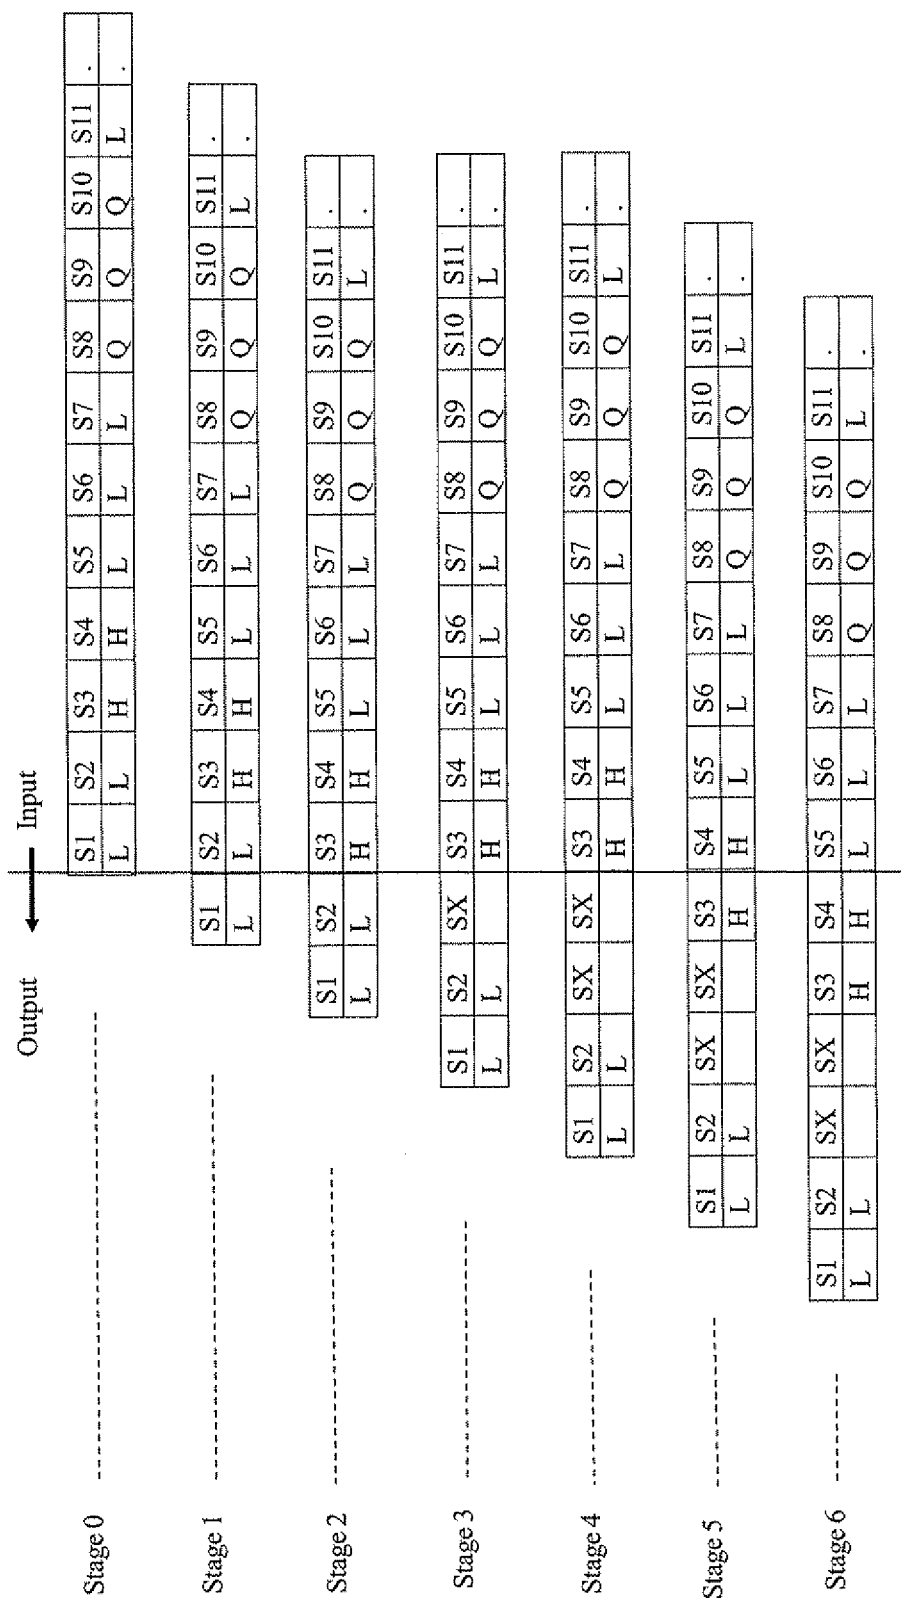 Output Input
Stage 0
S1 S2 S3 S4 S5 S6 S7 S8 S9 S10 S11 .
L L H H L L L Q Q Q L .
Stage 1
S1 S2 S3 S4 S5 S6 S7 S8 S9 S10 S11 .
L L H H L L L Q Q Q L .
Stage 2
S1 S2 S3 S4 S5 S6 S7 S8 S9 S10 S11 .
L L H H L L L Q Q Q L .
Stage 3
S1 S2 SX S3 S4 S5 S6 S7 S8 S9 S10 S11 .
L L H H L L L Q Q Q L .
Stage 4
S1 S2 SX SX S3 S4 S5 S6 S7 S8 S9 S10 S11 .
L L H H L L L Q Q Q L .
Stage 5
S1 S2 SX SX S3 S4 S5 S6 S7 S8 S9 S10 S11 .
L L H H L L L Q Q Q L .
Stage 6
S1 S2 SX SX S3 S4 S5 S6 S7 S8 S9 S10 S11 .
L L H H L L L Q Q Q L .